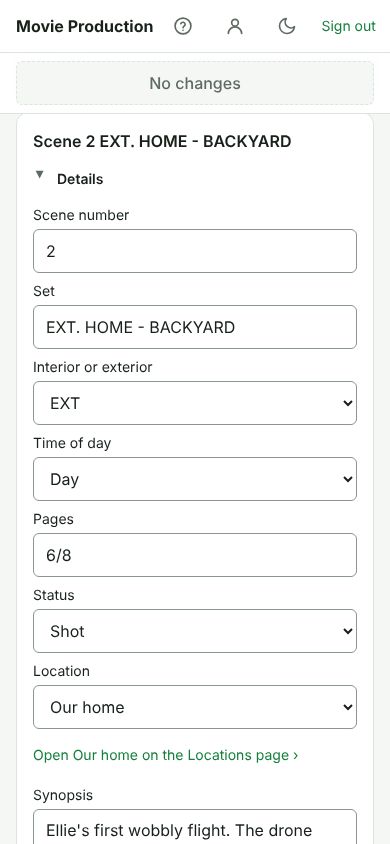 Movie Production
Sign out
No changes
Scene 2 EXT. HOME - BACKYARD
Details
Scene number
2
Set
EXT. HOME - BACKYARD
Interior or exterior
EXT
Time of day
Day
Pages
6/8
Status
Shot
Location
Our home
Open Our home on the Locations page ›
Synopsis
Ellie's first wobbly flight. The drone